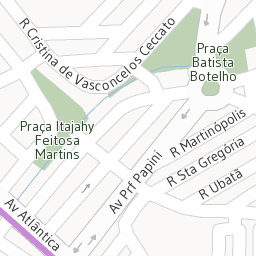 R Cristina de Vasconcelos Ceccato
Praça
Batista
Botelho
Praça Itajahy
Feitosa
Martins
R Martinópolis
R Sta Gregória
R Ubatã
Av Prf Papini
Av Atlântica